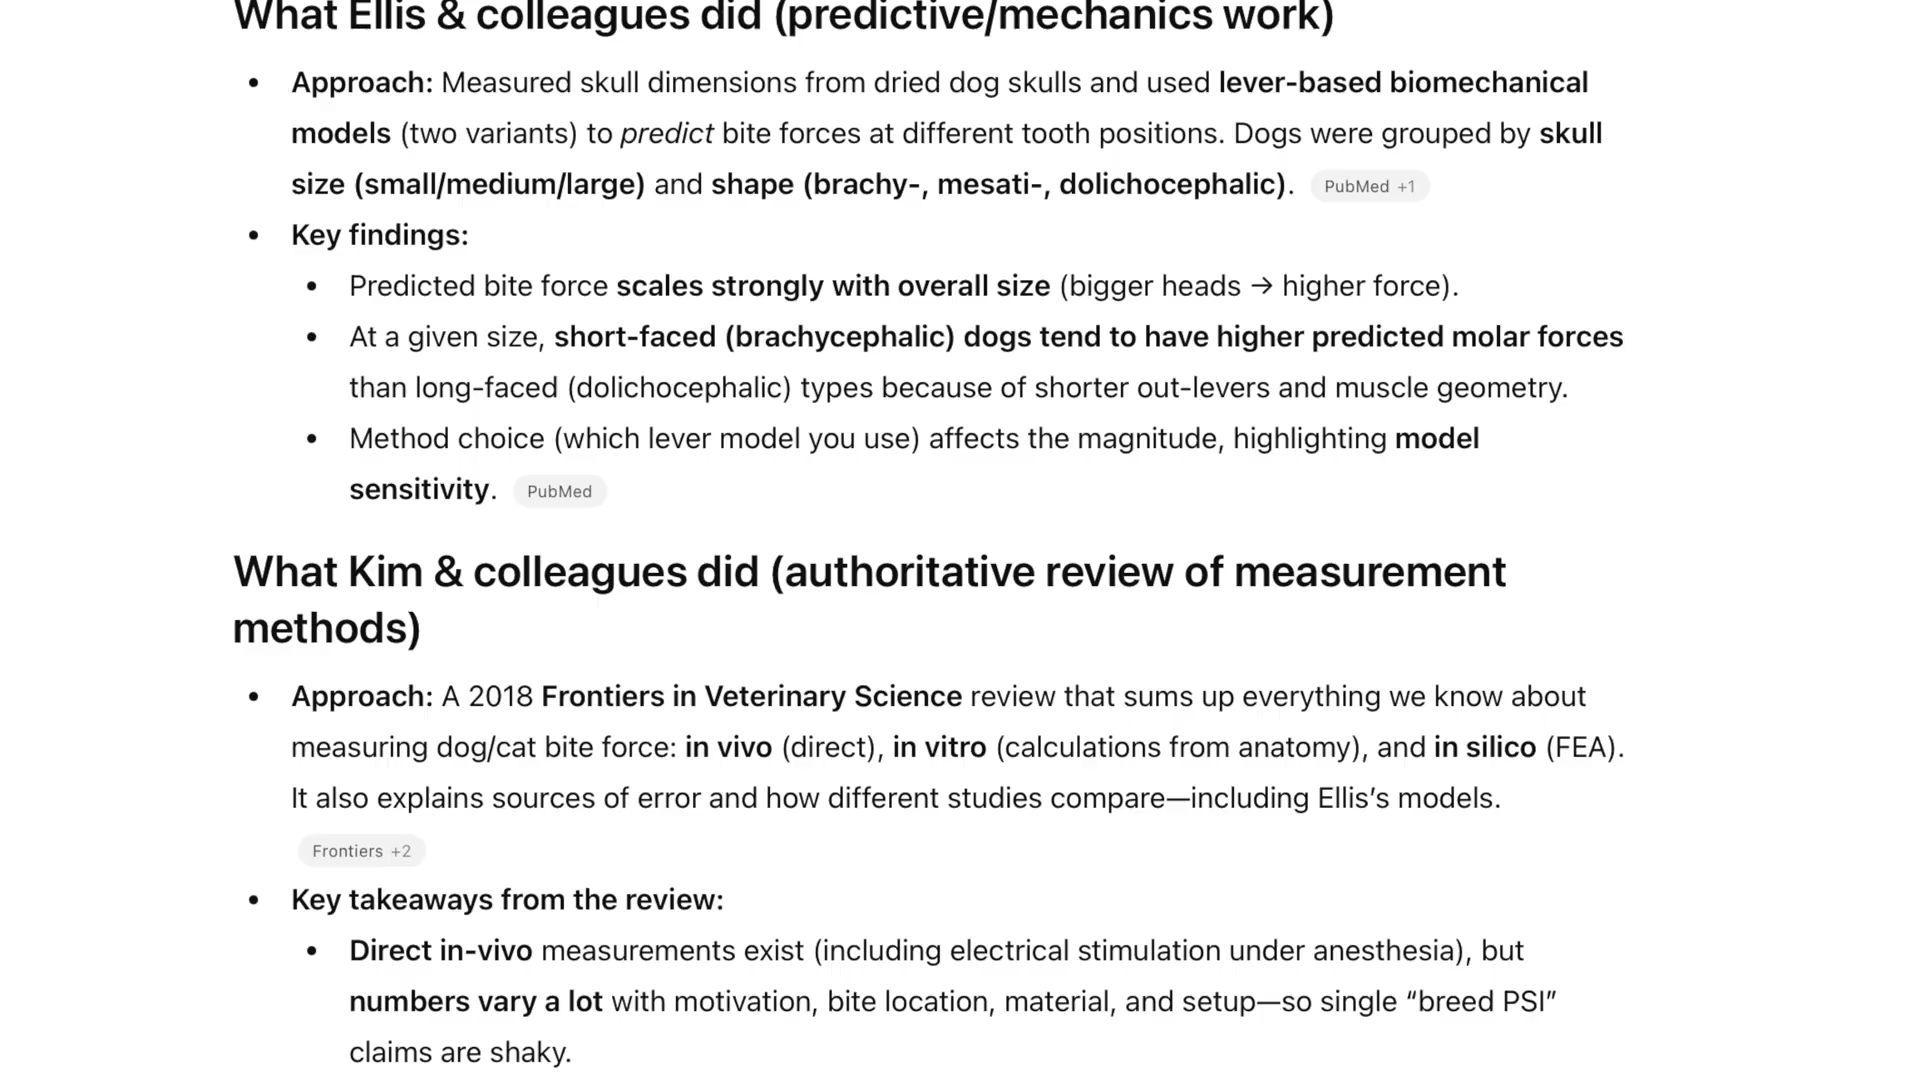 What Ellis & colleagues did (predictive/mechanics work)
• Approach: Measured skull dimensions from dried dog skulls and used lever-based biomechanical
models (two variants) to predict bite forces at different tooth positions. Dogs were grouped by skull
size (small/medium/large) and shape (brachy-, mesati-, dolichocephalic). PubMed +1
• Key findings:
• Predicted bite force scales strongly with overall size (bigger heads → higher force).
• At a given size, short-faced (brachycephalic) dogs tend to have higher predicted molar forces
than long-faced (dolichocephalic) types because of shorter out-levers and muscle geometry.
• Method choice (which lever model you use) affects the magnitude, highlighting model
sensitivity. PubMed
What Kim & colleagues did (authoritative review of measurement
methods)
• Approach: A 2018 Frontiers in Veterinary Science review that sums up everything we know about
measuring dog/cat bite force: in vivo (direct), in vitro (calculations from anatomy), and in silico (FEA).
It also explains sources of error and how different studies compare—including Ellis’s models.
Frontiers +2
• Key takeaways from the review:
• Direct in-vivo measurements exist (including electrical stimulation under anesthesia), but
numbers vary a lot with motivation, bite location, material, and setup—so single “breed PSI”
claims are shaky.